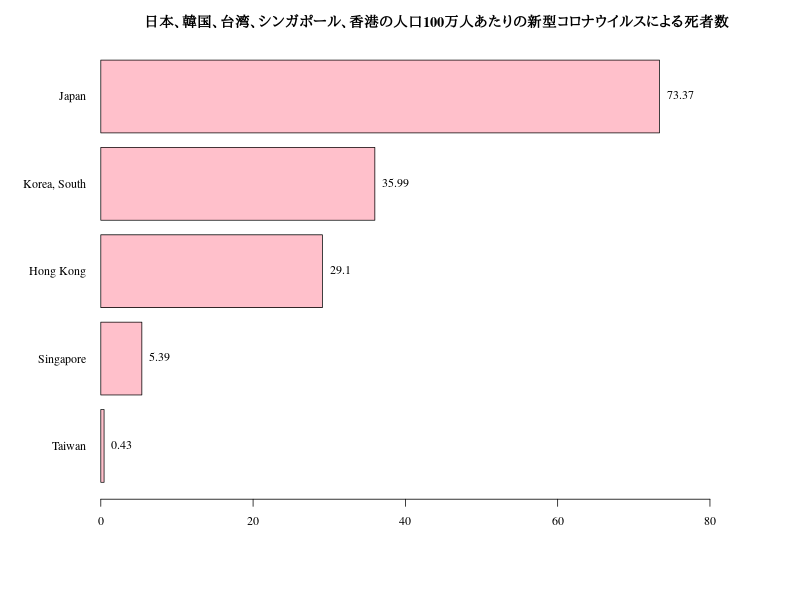 日本、韓国、台湾、シンガポール、香港の人口100万人あたりの新型コロナウイルスによる死者数
Japan 73.37
Korea, South 35.99
Hong Kong 29.1
Singapore 5.39
Taiwan 0.43
0 20 40 60 80